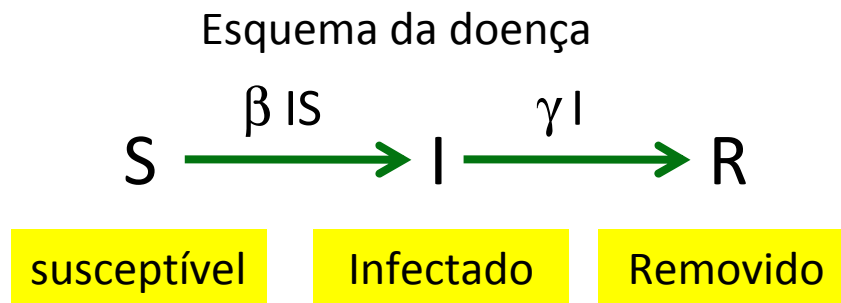 Esquema da doença
β IS γ I
S I R
susceptível Infectado Removido